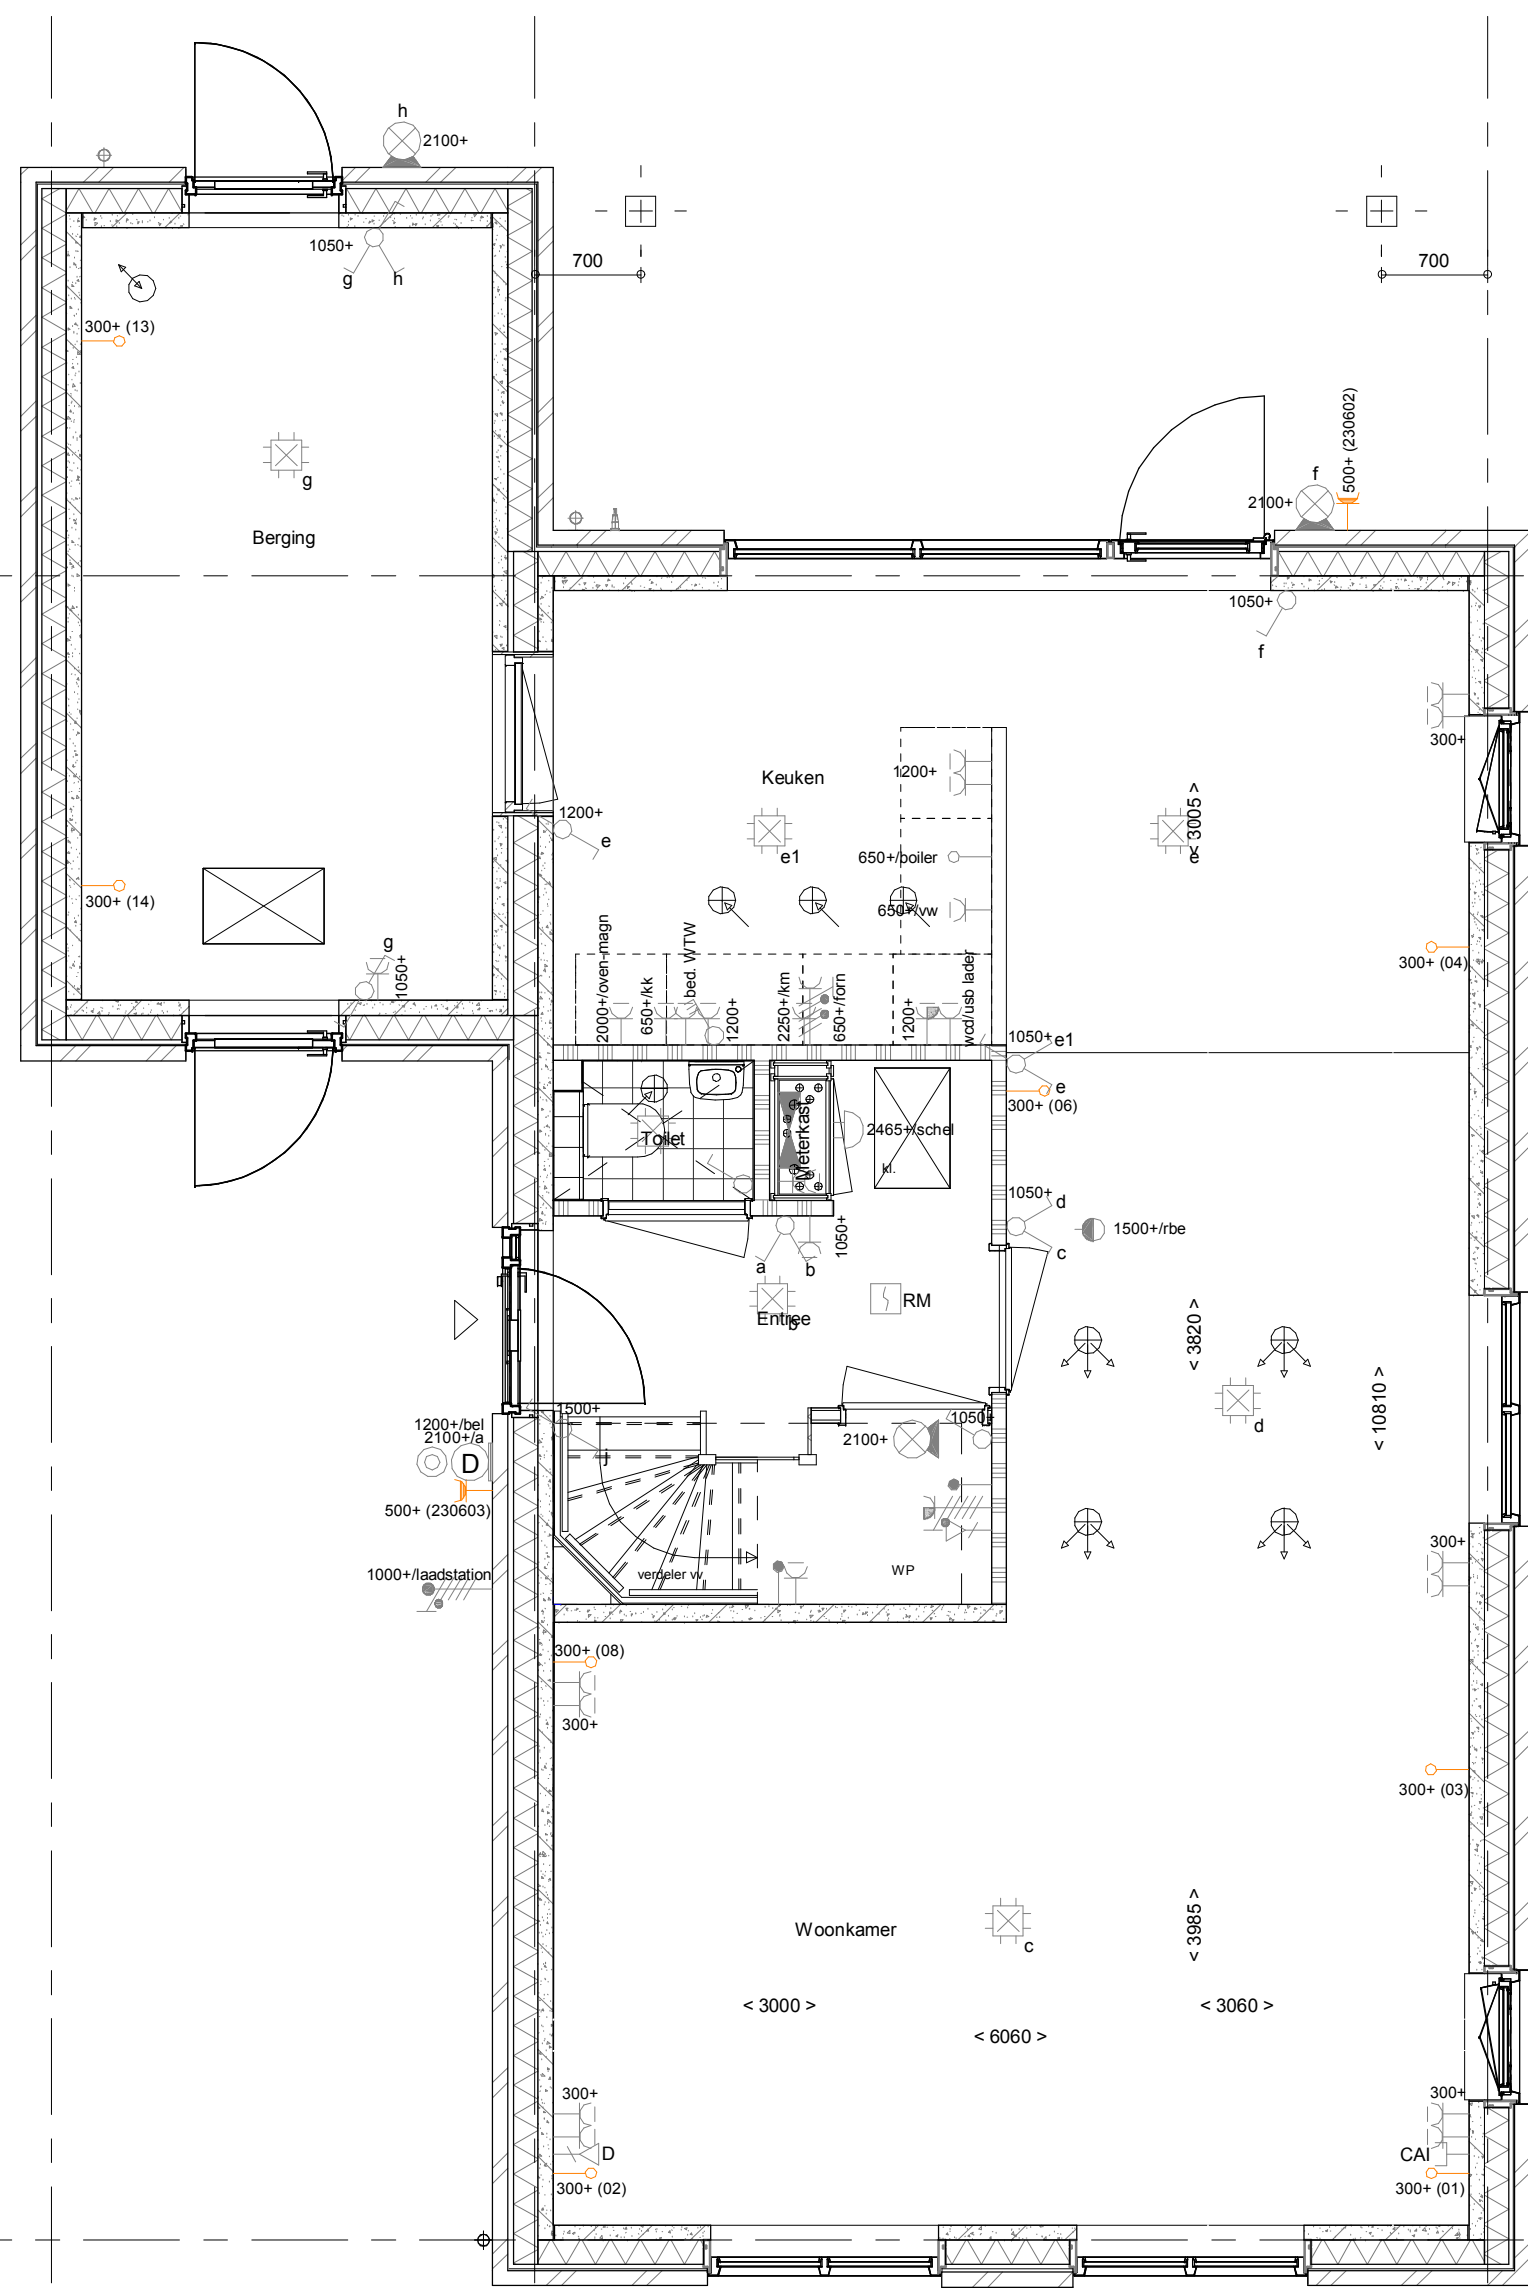 h
2100+
1050+
g
h
700
700
300+ (13)
500+ (230602)
f
2100+
g
Berging
1050+
f
300+
Keuken
1200+
1200+
e
e1
< 3005 >
e
650+/boiler
300+ (14)
650+/vw
g
1050+
2000+/oven-magn
650+/kk
bed. WTW
1200+
2250+/km
650+/forn
1200+
wcd/usb lader
300+ (04)
1050+
e1
e
300+ (06)
Toilet
Meterkast
2465+/schel
kl.
1050+
d
c
1500+/rbe
1050+
a
b
RM
Entree
b
< 3820 >
< 10810 >
d
1500+
j
1200+/bel
2100+/a
D
500+ (230603)
2100+
1050+
1000+/laadstation
verdeler vv
WP
300+
300+ (08)
300+
300+ (03)
Woonkamer
c
< 3985 >
< 3000 >
< 3060 >
< 6060 >
300+
D
300+ (02)
300+
CAI
300+ (01)